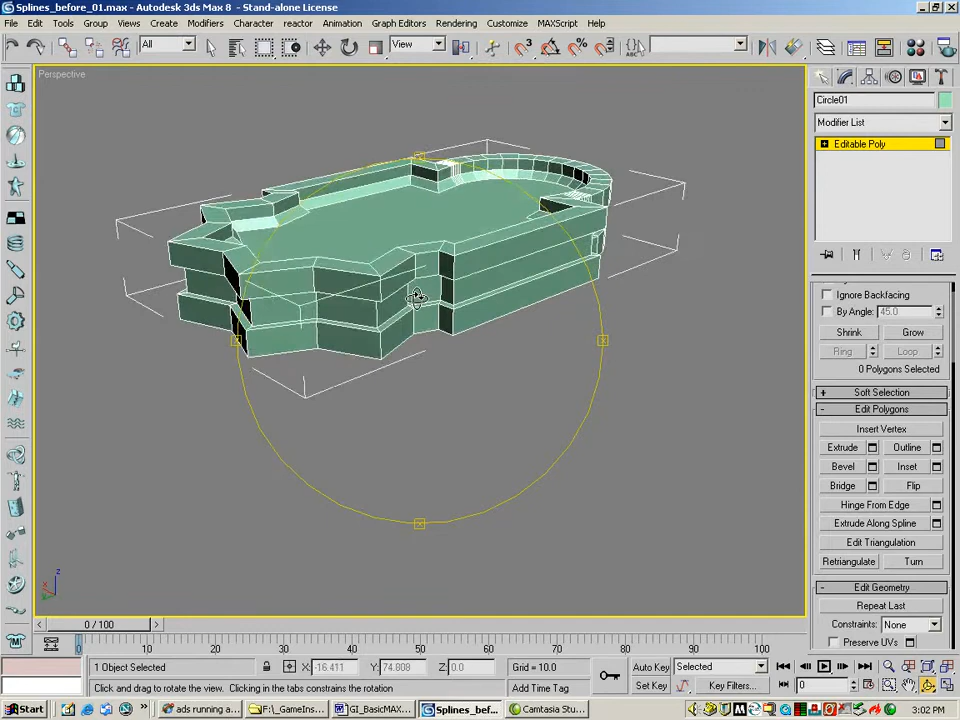 Splines_before_01.max - Autodesk 3ds Max 8 - Stand-alone License
File Edit Tools Group Views Create Modifiers Character reactor Animation Graph Editors Rendering Customize MAXScript Help
All View
Perspective
Circle01
Modifier List
Editable Poly
Ignore Backfacing
By Angle: 45.0
Shrink Grow
Ring Loop
0 Polygons Selected
+ Soft Selection
- Edit Polygons
Insert Vertex
Extrude Outline
Bevel Inset
Bridge Flip
Hinge From Edge
Extrude Along Spline
Edit Triangulation
Retriangulate Turn
- Edit Geometry
Repeat Last
Constraints: None
Preserve UVs
z
0 / 100
10 20 30 40 50 60 70 80 90 100
1 Object Selected X: -16.411 Y: 74.808 Z: 0.0 Grid = 10.0 Auto Key Selected
Click and drag to rotate the view. Clicking in the tabs constrains the rotation Add Time Tag Set Key Key Filters... 0
Start ads running a... F:\_GameIns... GI_BasicMAX... Splines_bef... Camtasia Stu... 3:02 PM